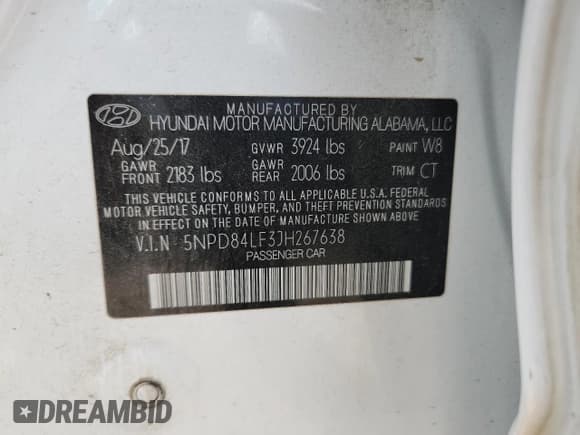 MANUFACTURED BY
HYUNDAI MOTOR MANUFACTURING ALABAMA, LLC
Aug/25/17 GVWR 3924 lbs PAINT W8
GAWR FRONT 2183 lbs GAWR REAR 2006 lbs TRIM CT
THIS VEHICLE CONFORMS TO ALL APPLICABLE U.S.A. FEDERAL
MOTOR VEHICLE SAFETY, BUMPER, AND THEFT PREVENTION STANDARDS
IN EFFECT ON THE DATE OF MANUFACTURE SHOWN ABOVE.
V.I.N 5NPD84LF3JH267638
PASSENGER CAR
DREAMBID